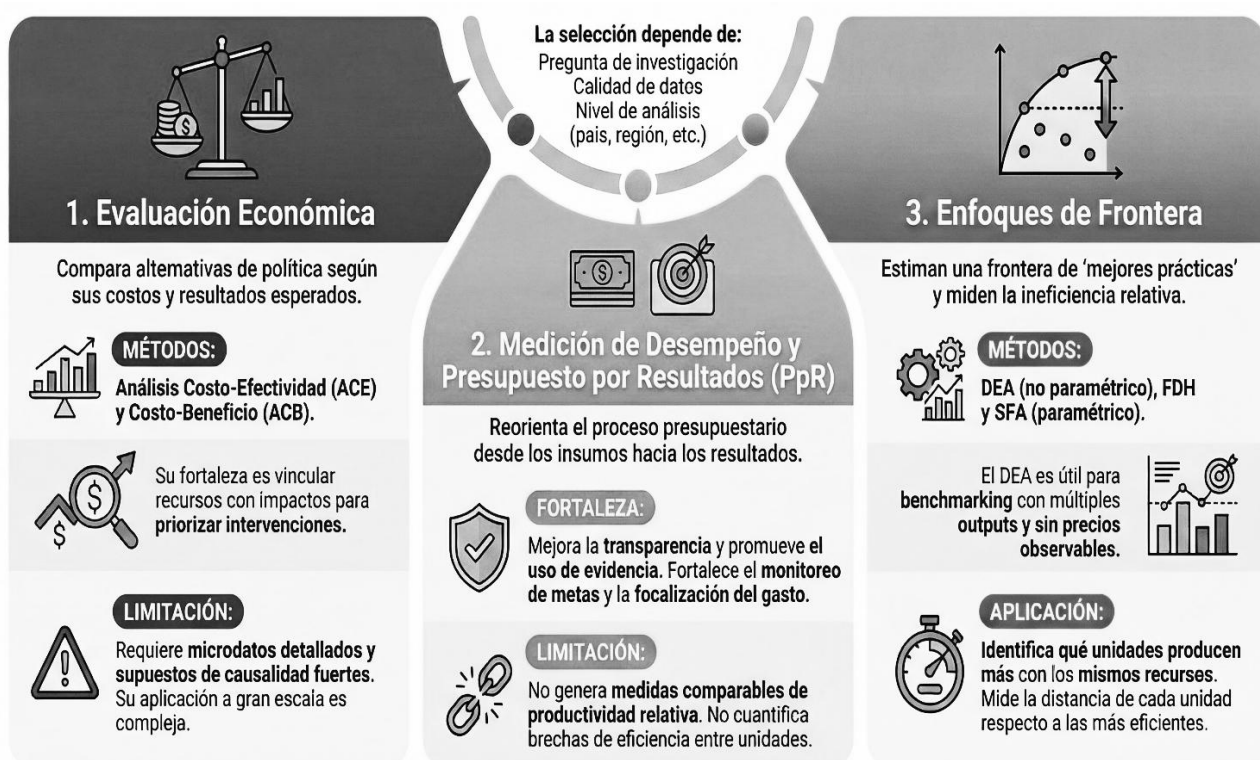 La selección depende de:
Pregunta de investigación
Calidad de datos
Nivel de análisis
(pais, región, etc.)
1. Evaluación Económica
Compara alternativas de política según
sus costos y resultados esperados.
MÉTODOS:
Análisis Costo-Efectividad (ACE)
y Costo-Beneficio (ACB).
$
$
Su fortaleza es vincular
recursos con impactos para
priorizar intervenciones.
LIMITACIÓN:
Requiere microdatos detallados y
supuestos de causalidad fuertes.
Su aplicación a gran escala es
compleja.
$
2. Medición de Desempeño y
Presupuesto por Resultados (PpR)
Reorienta el proceso presupuestario
desde los insumos hacia los resultados.
FORTALEZA:
Mejora la transparencia y promueve el
uso de evidencia. Fortalece el monitoreo
de metas y la focalización del gasto.
LIMITACIÓN:
No genera medidas comparables de
productividad relativa. No cuantifica
brechas de eficiencia entre unidades.
3. Enfoques de Frontera
Estiman una frontera de ‘mejores prácticas’
y miden la ineficiencia relativa.
MÉTODOS:
DEA (no paramétrico), FDH
y SFA (paramétrico).
El DEA es útil para
benchmarking con múltiples
outputs y sin precios
observables.
APLICACIÓN:
Identifica qué unidades producen
más con los mismos recurses.
Mide la distancia de cada unidad
respecto a las más eficientes.
$